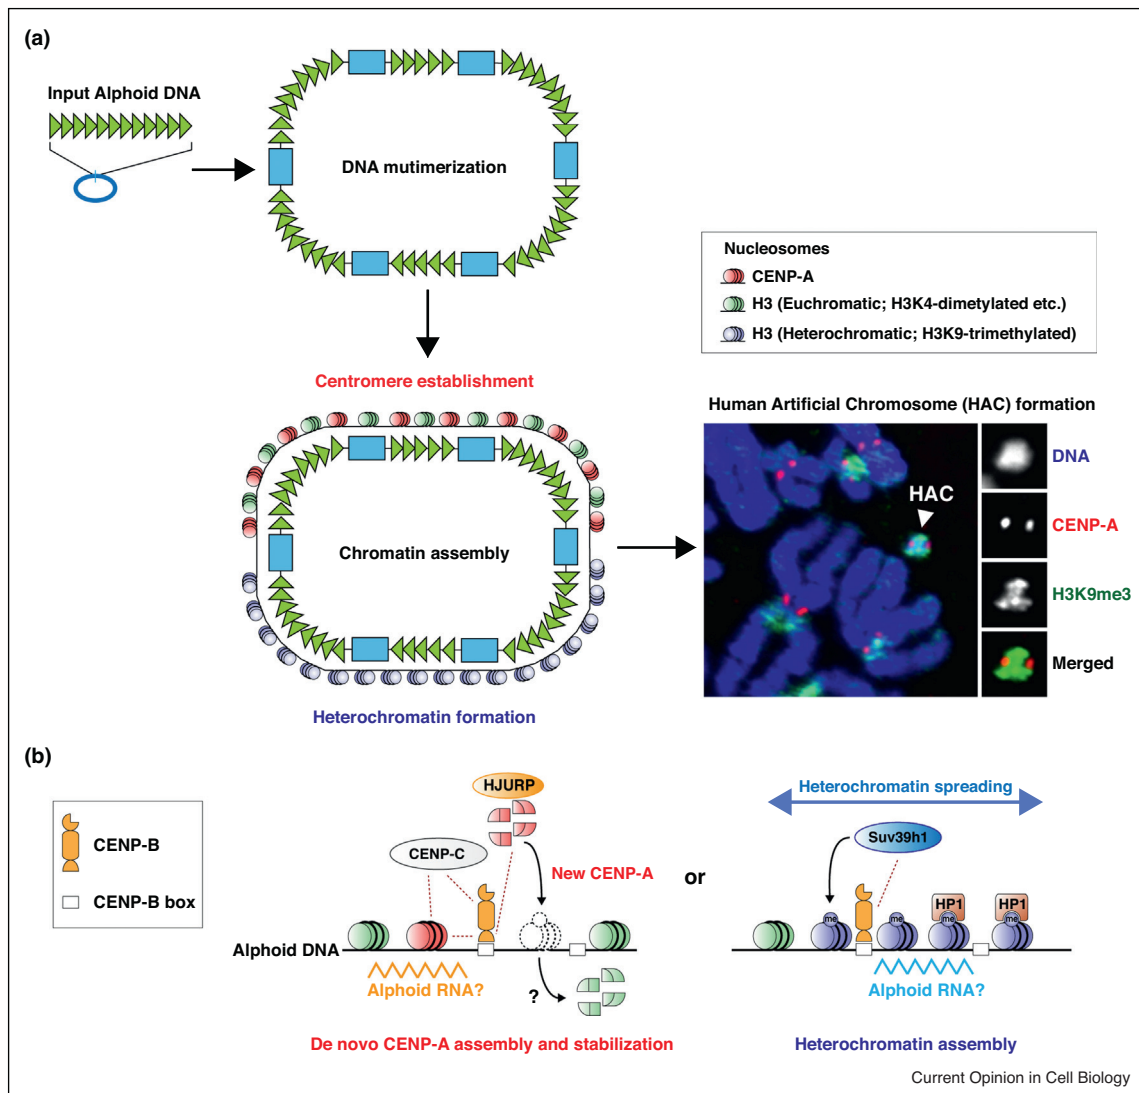 (a)
Input Alphoid DNA
DNA mutimerization
Nucleosomes
CENP-A
H3 (Euchromatic; H3K4-dimetylated etc.)
H3 (Heterochromatic; H3K9-trimethylated)
Centromere establishment
Chromatin assembly
Heterochromatin formation
Human Artificial Chromosome (HAC) formation
HAC
DNA
CENP-A
H3K9me3
Merged
(b)
CENP-B
CENP-B box
HJURP
CENP-C
New CENP-A
Alphoid DNA
Alphoid RNA?
?
De novo CENP-A assembly and stabilization
or
Heterochromatin spreading
Suv39h1
HP1
HP1
me
me
me
me
Alphoid RNA?
Heterochromatin assembly
Current Opinion in Cell Biology